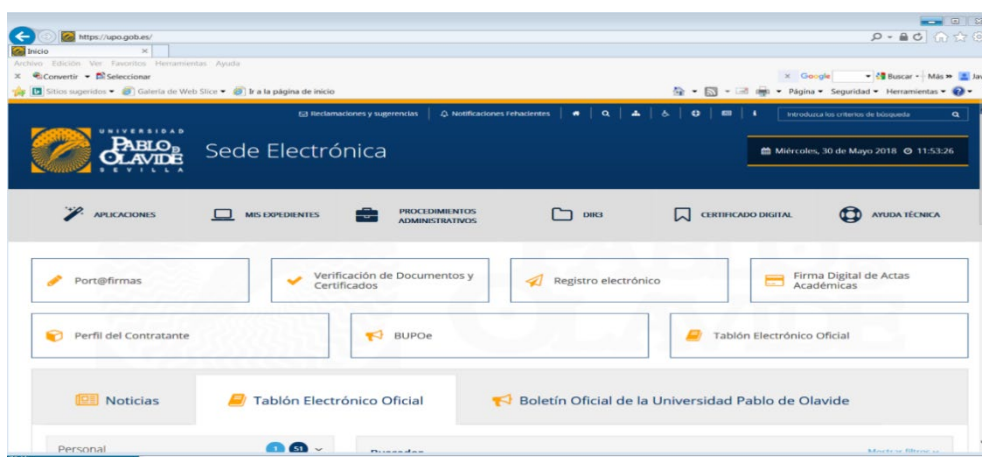 https://upo.gob.es/
Inicio
Archivo Edición Ver Favoritos Herramientas Ayuda
Convertir Seleccionar
Google Buscar Más »
Sitios sugeridos Galería de Web Slice Ir a la página de inicio
Página Seguridad Herramientas
Reclamaciones y sugerencias Notificaciones Fehacientes Introduzca los criterios de búsqueda
UNIVERSIDAD
PABLO DE
OLAVIDE
SEVILLA
Sede Electrónica
Miércoles, 30 de Mayo 2018 11:53:26
APLICACIONES MIS EXPEDIENTES PROCEDIMIENTOS
ADMINISTRATIVOS CERTIFICADO DIGITAL AYUDA TÉCNICA
Port@firmas
Verificación de Documentos y
Certificados
Registro electrónico
Firma Digital de Actas
Académicas
Perfil del Contratante
BUPOe
Tablón Electrónico Oficial
Noticias Tablón Electrónico Oficial Boletín Oficial de la Universidad Pablo de Olavide
Personal 1 51
Buscador Mostrar filtros